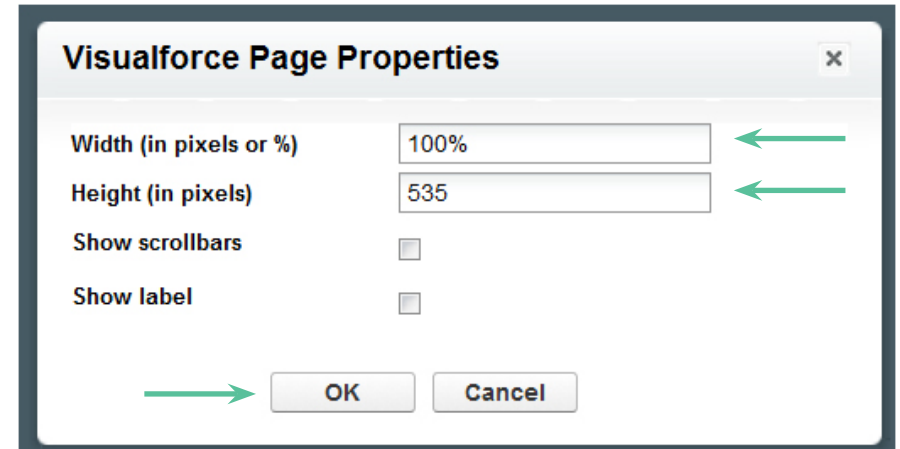 Visualforce Page Properties
Width (in pixels or %) 100%
Height (in pixels) 535
Show scrollbars
Show label
OK Cancel